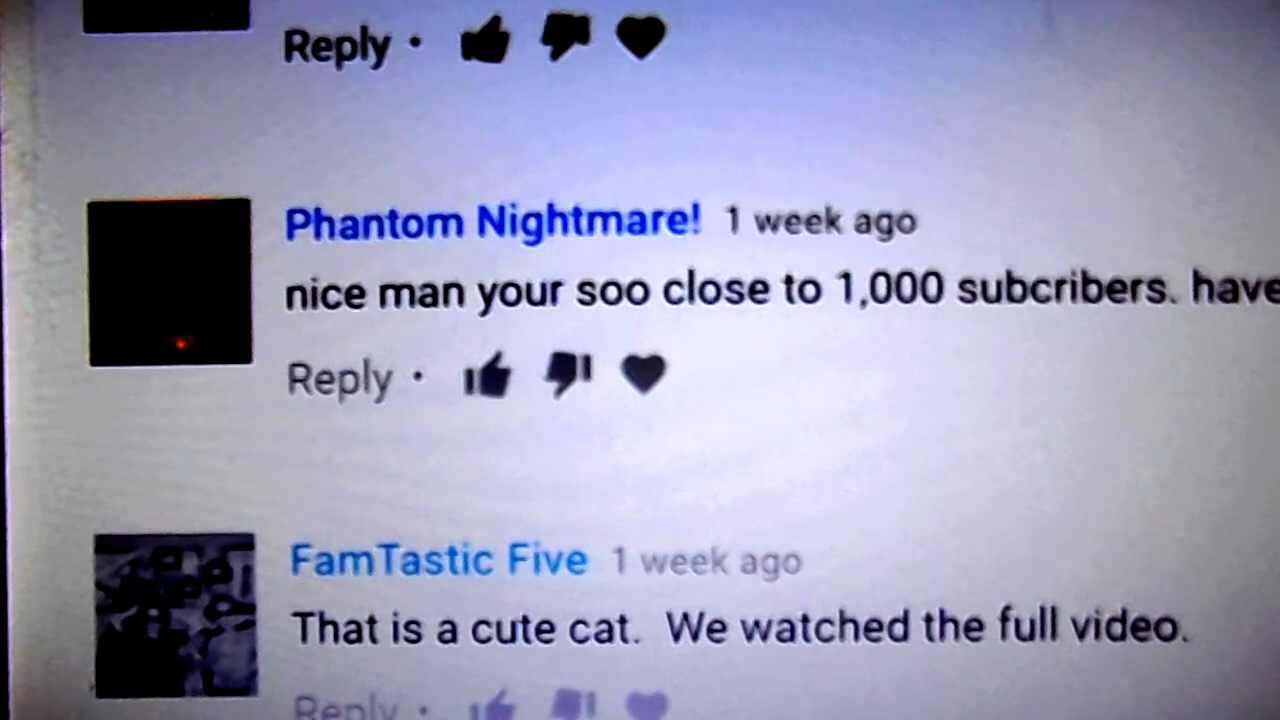 Reply •
Phantom Nightmare! 1 week ago
nice man your soo close to 1,000 subcribers. have
Reply •
FamTastic Five 1 week ago
That is a cute cat. We watched the full video.
Reply •